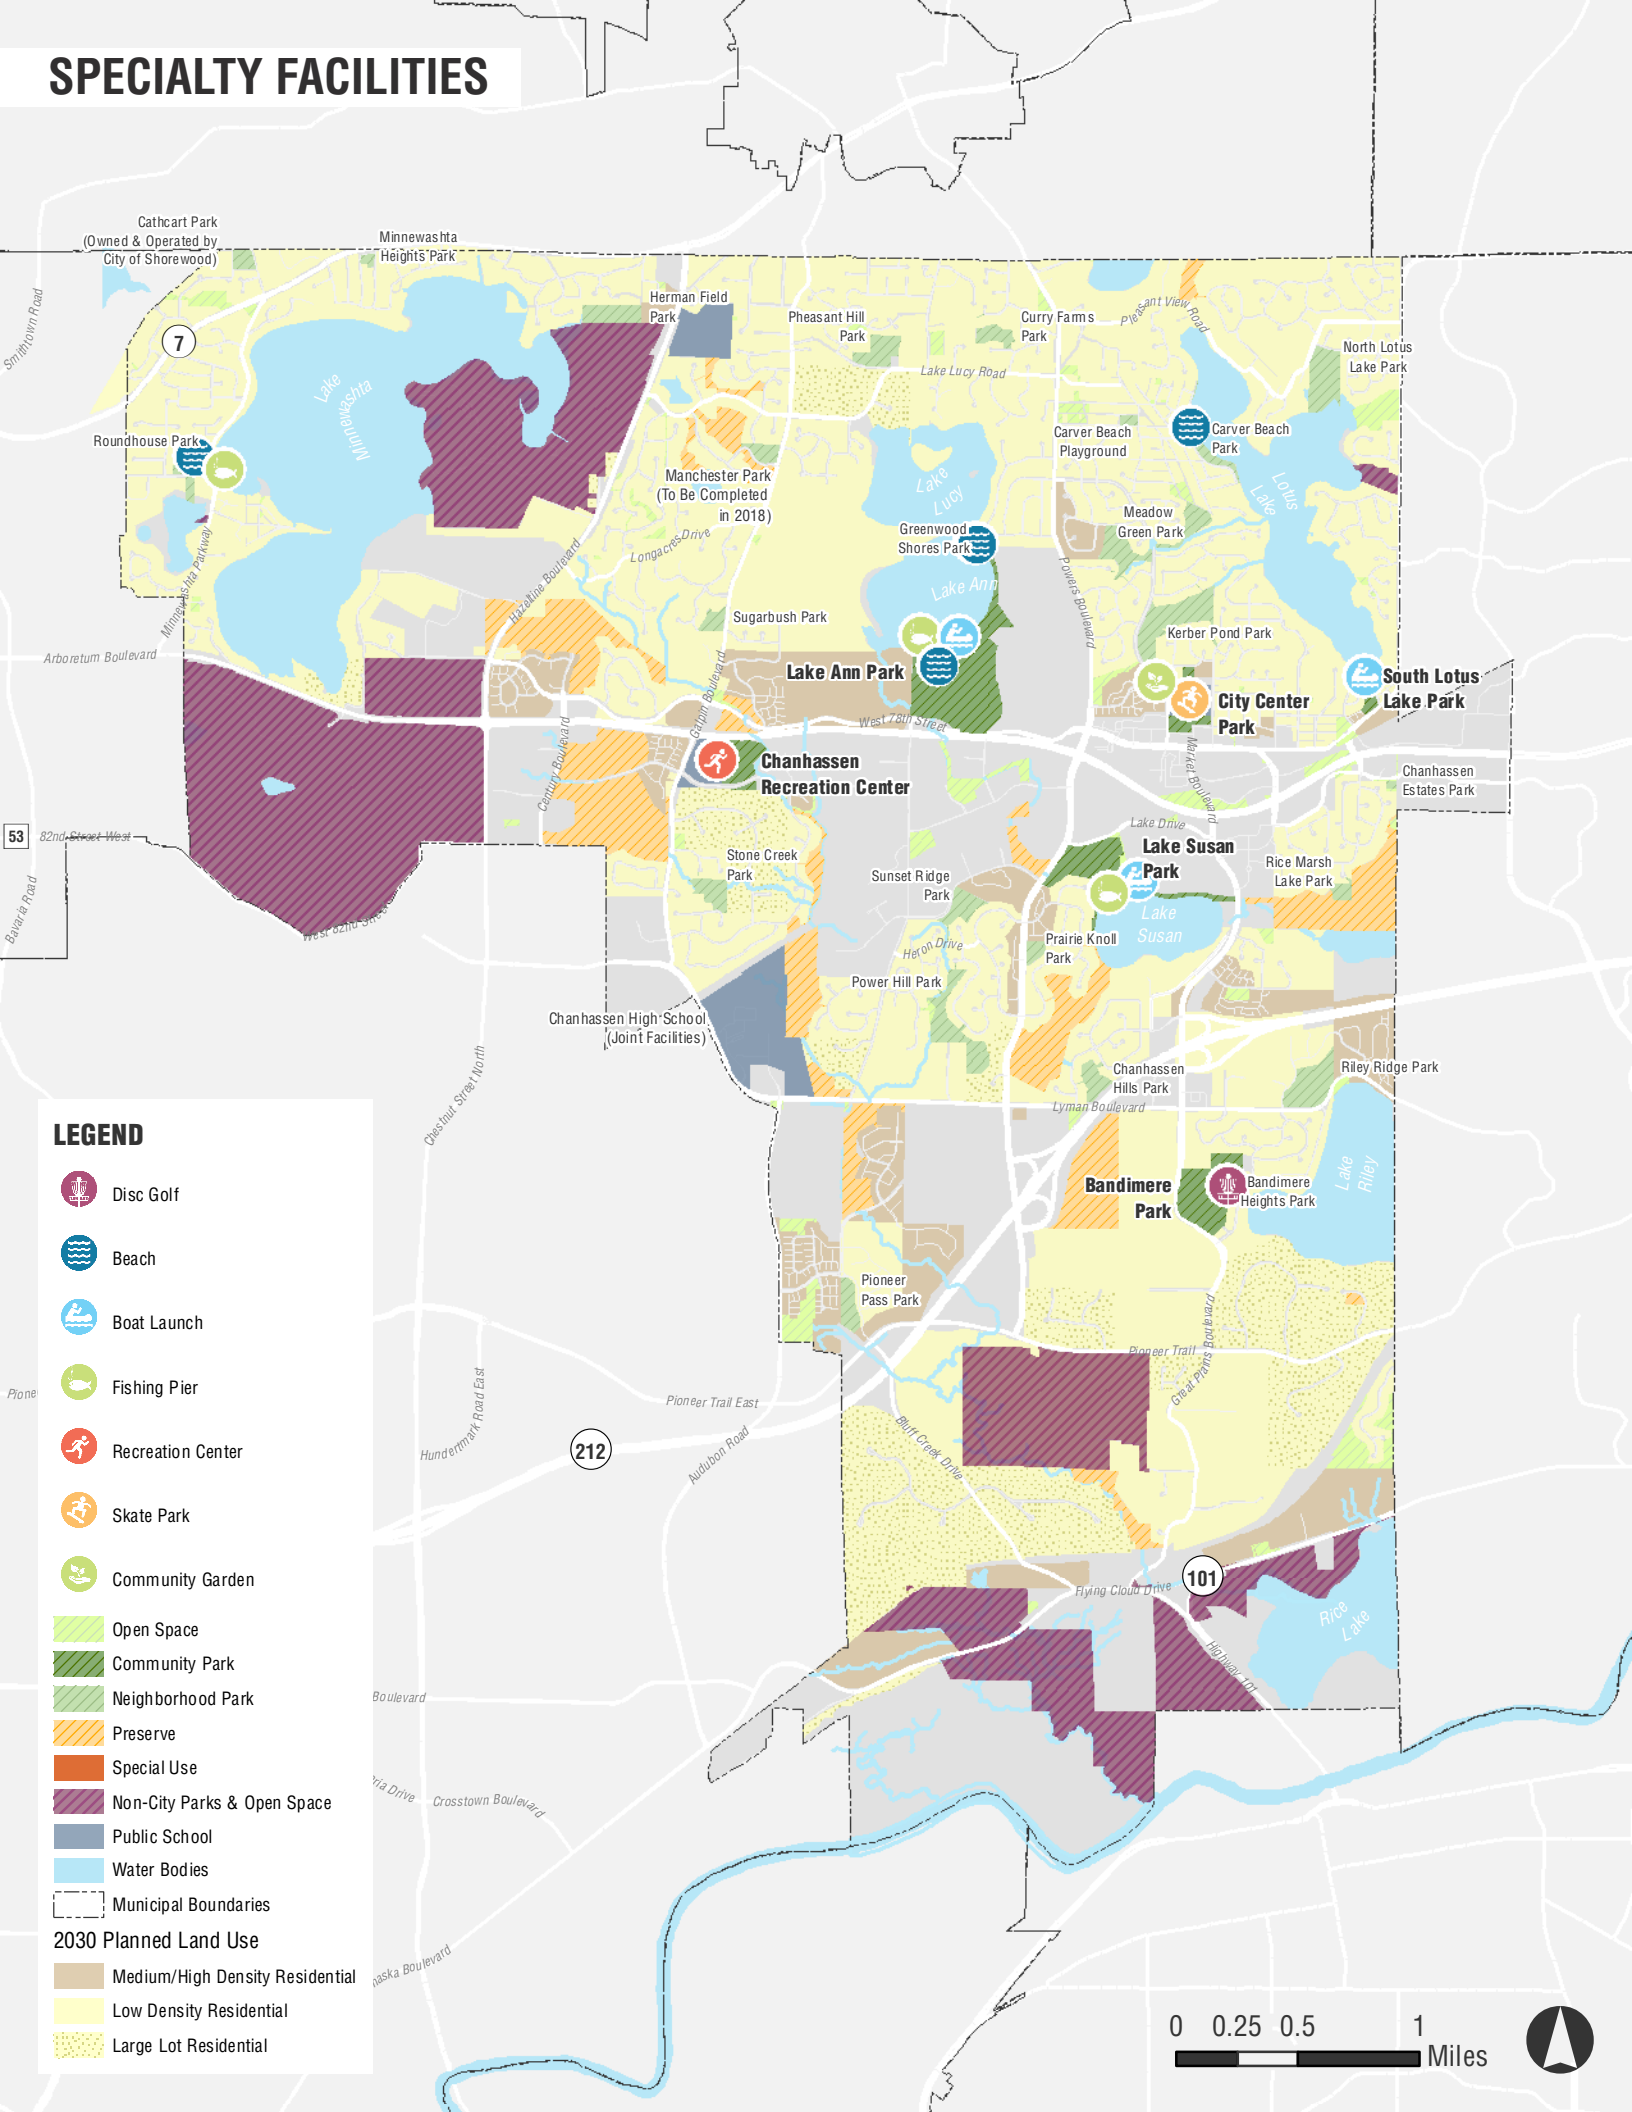 SPECIALTY FACILITIES
Cathcart Park
(Owned & Operated by
City of Shorewood)
Minnewashta
Heights Park
Smithtown Road
7
Herman Field
Park
Pheasant Hill
Park
Curry Farms
Park
Pleasant View Road
North Lotus
Lake Park
Lake Lucy Road
Lake
Minnewashta
Roundhouse Park
Carver Beach
Playground
Carver Beach
Park
Manchester Park
(To Be Completed
in 2018)
Lake
Lucy
Lotus
Lake
Meadow
Green Park
Greenwood
Shores Park
Longacres Drive
Hazeltine Boulevard
Minnewashta Parkway
Lake Ann
Powers Boulevard
Sugarbush Park
Kerber Pond Park
Arboretum Boulevard
Lake Ann Park
South Lotus
Lake Park
City Center
Park
Galpin Boulevard
West 78th Street
Century Boulevard
Chanhassen
Recreation Center
Market Boulevard
Chanhassen
Estates Park
53
82nd Street West
Lake Drive
Lake Susan
Park
Stone Creek
Park
Sunset Ridge
Park
Rice Marsh
Lake Park
Bavaria Road
West 82nd Street
Lake
Susan
Prairie Knoll
Park
Heron Drive
Power Hill Park
Chanhassen High School
(Joint Facilities)
Chanhassen
Hills Park
Riley Ridge Park
Lyman Boulevard
Chestnut Street North
Lake
Riley
Bandimere
Park
Bandimere
Heights Park
Pioneer
Pass Park
Great Plains Boulevard
Pioneer Trail
Pione
Pioneer Trail East
Hundertmark Road East
Audubon Road
Bluff Creek Drive
212
101
Flying Cloud Drive
Rice
Lake
Highway 101
Boulevard
ria Drive
Crosstown Boulevard
aska Boulevard
LEGEND
Disc Golf
Beach
Boat Launch
Fishing Pier
Recreation Center
Skate Park
Community Garden
Open Space
Community Park
Neighborhood Park
Preserve
Special Use
Non-City Parks & Open Space
Public School
Water Bodies
Municipal Boundaries
2030 Planned Land Use
Medium/High Density Residential
Low Density Residential
Large Lot Residential
0 0.25 0.5 1
Miles